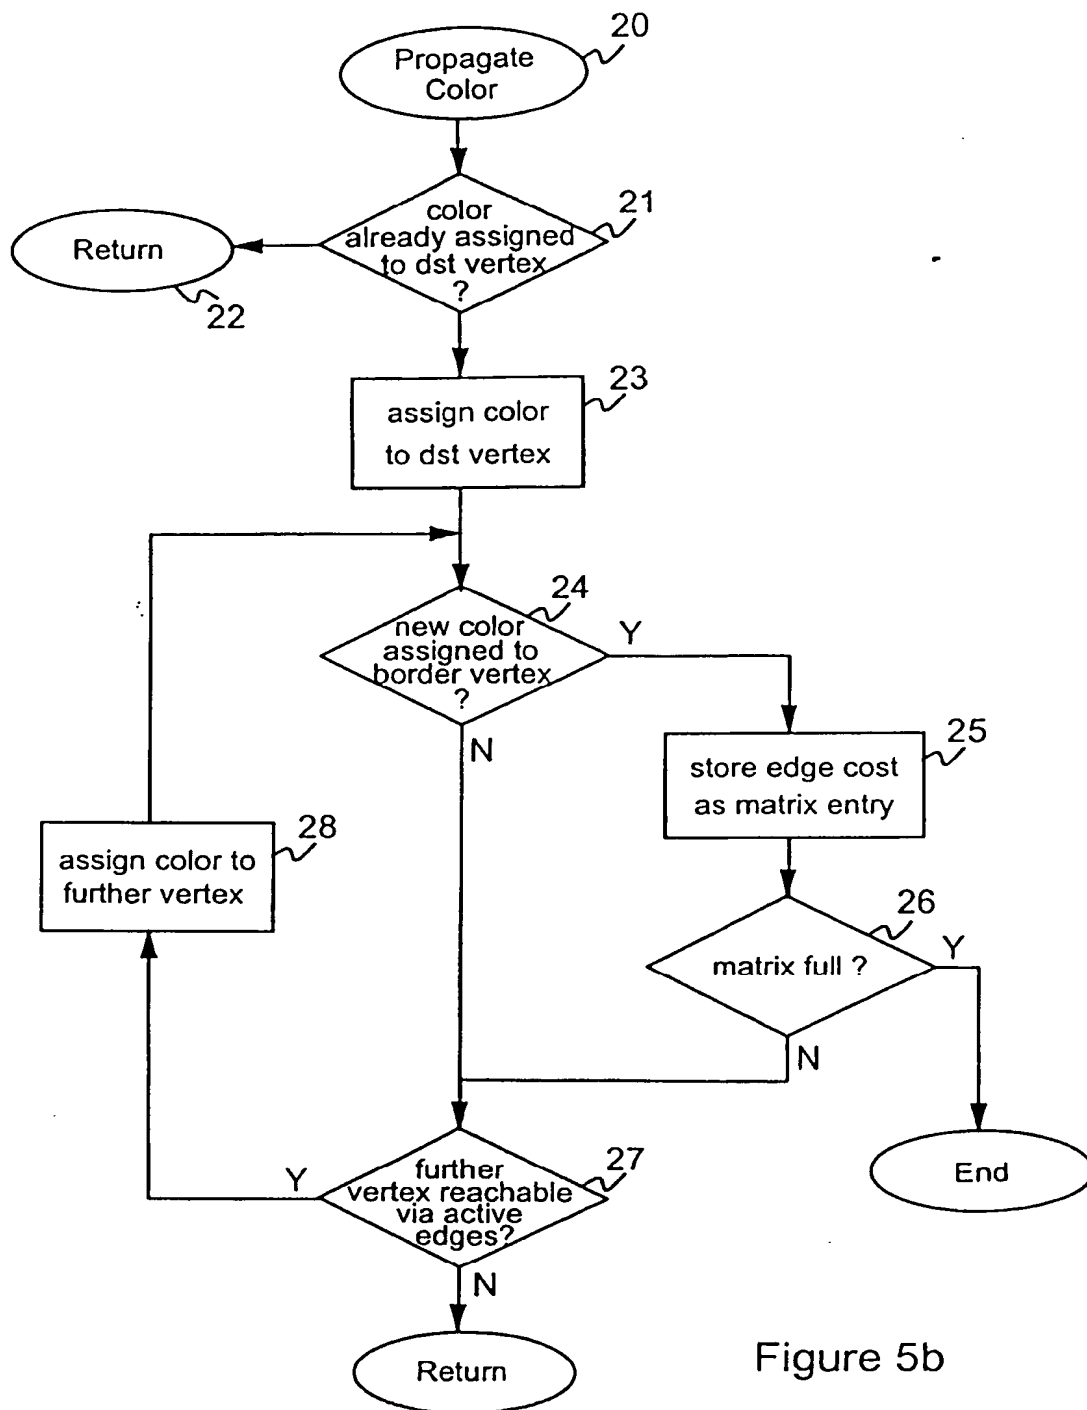 20
Propagate
Color
21
color
already assigned
to dst vertex
?
Return
22
23
assign color
to dst vertex
24
new color
assigned to
border vertex
?
Y
N
25
store edge cost
as matrix entry
28
assign color to
further vertex
26
matrix full ?
Y
N
27
further
vertex reachable
via active
edges?
Y
N
End
Return
Figure 5b